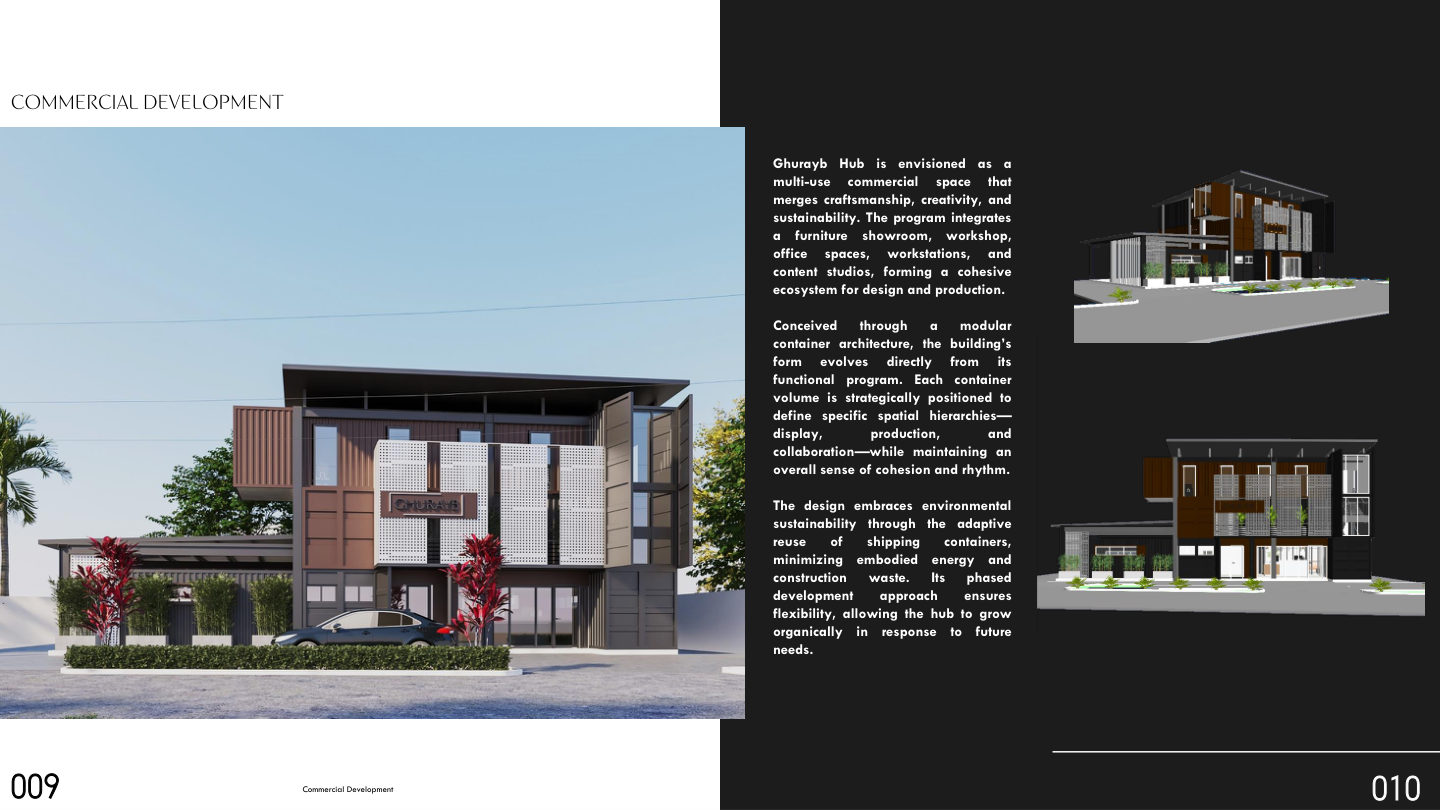 COMMERCIAL DEVELOPMENT
GHURAYB
Ghurayb Hub is envisioned as a
multi-use commercial space that
merges craftsmanship, creativity, and
sustainability. The program integrates
a furniture showroom, workshop,
office spaces, workstations, and
content studios, forming a cohesive
ecosystem for design and production.
Conceived through a modular
container architecture, the building's
form evolves directly from its
functional program. Each container
volume is strategically positioned to
define specific spatial hierarchies—
display, production, and
collaboration—while maintaining an
overall sense of cohesion and rhythm.
The design embraces environmental
sustainability through the adaptive
reuse of shipping containers,
minimizing embodied energy and
construction waste. Its phased
development approach ensures
flexibility, allowing the hub to grow
organically in response to future
needs.
009
Commercial Development
010